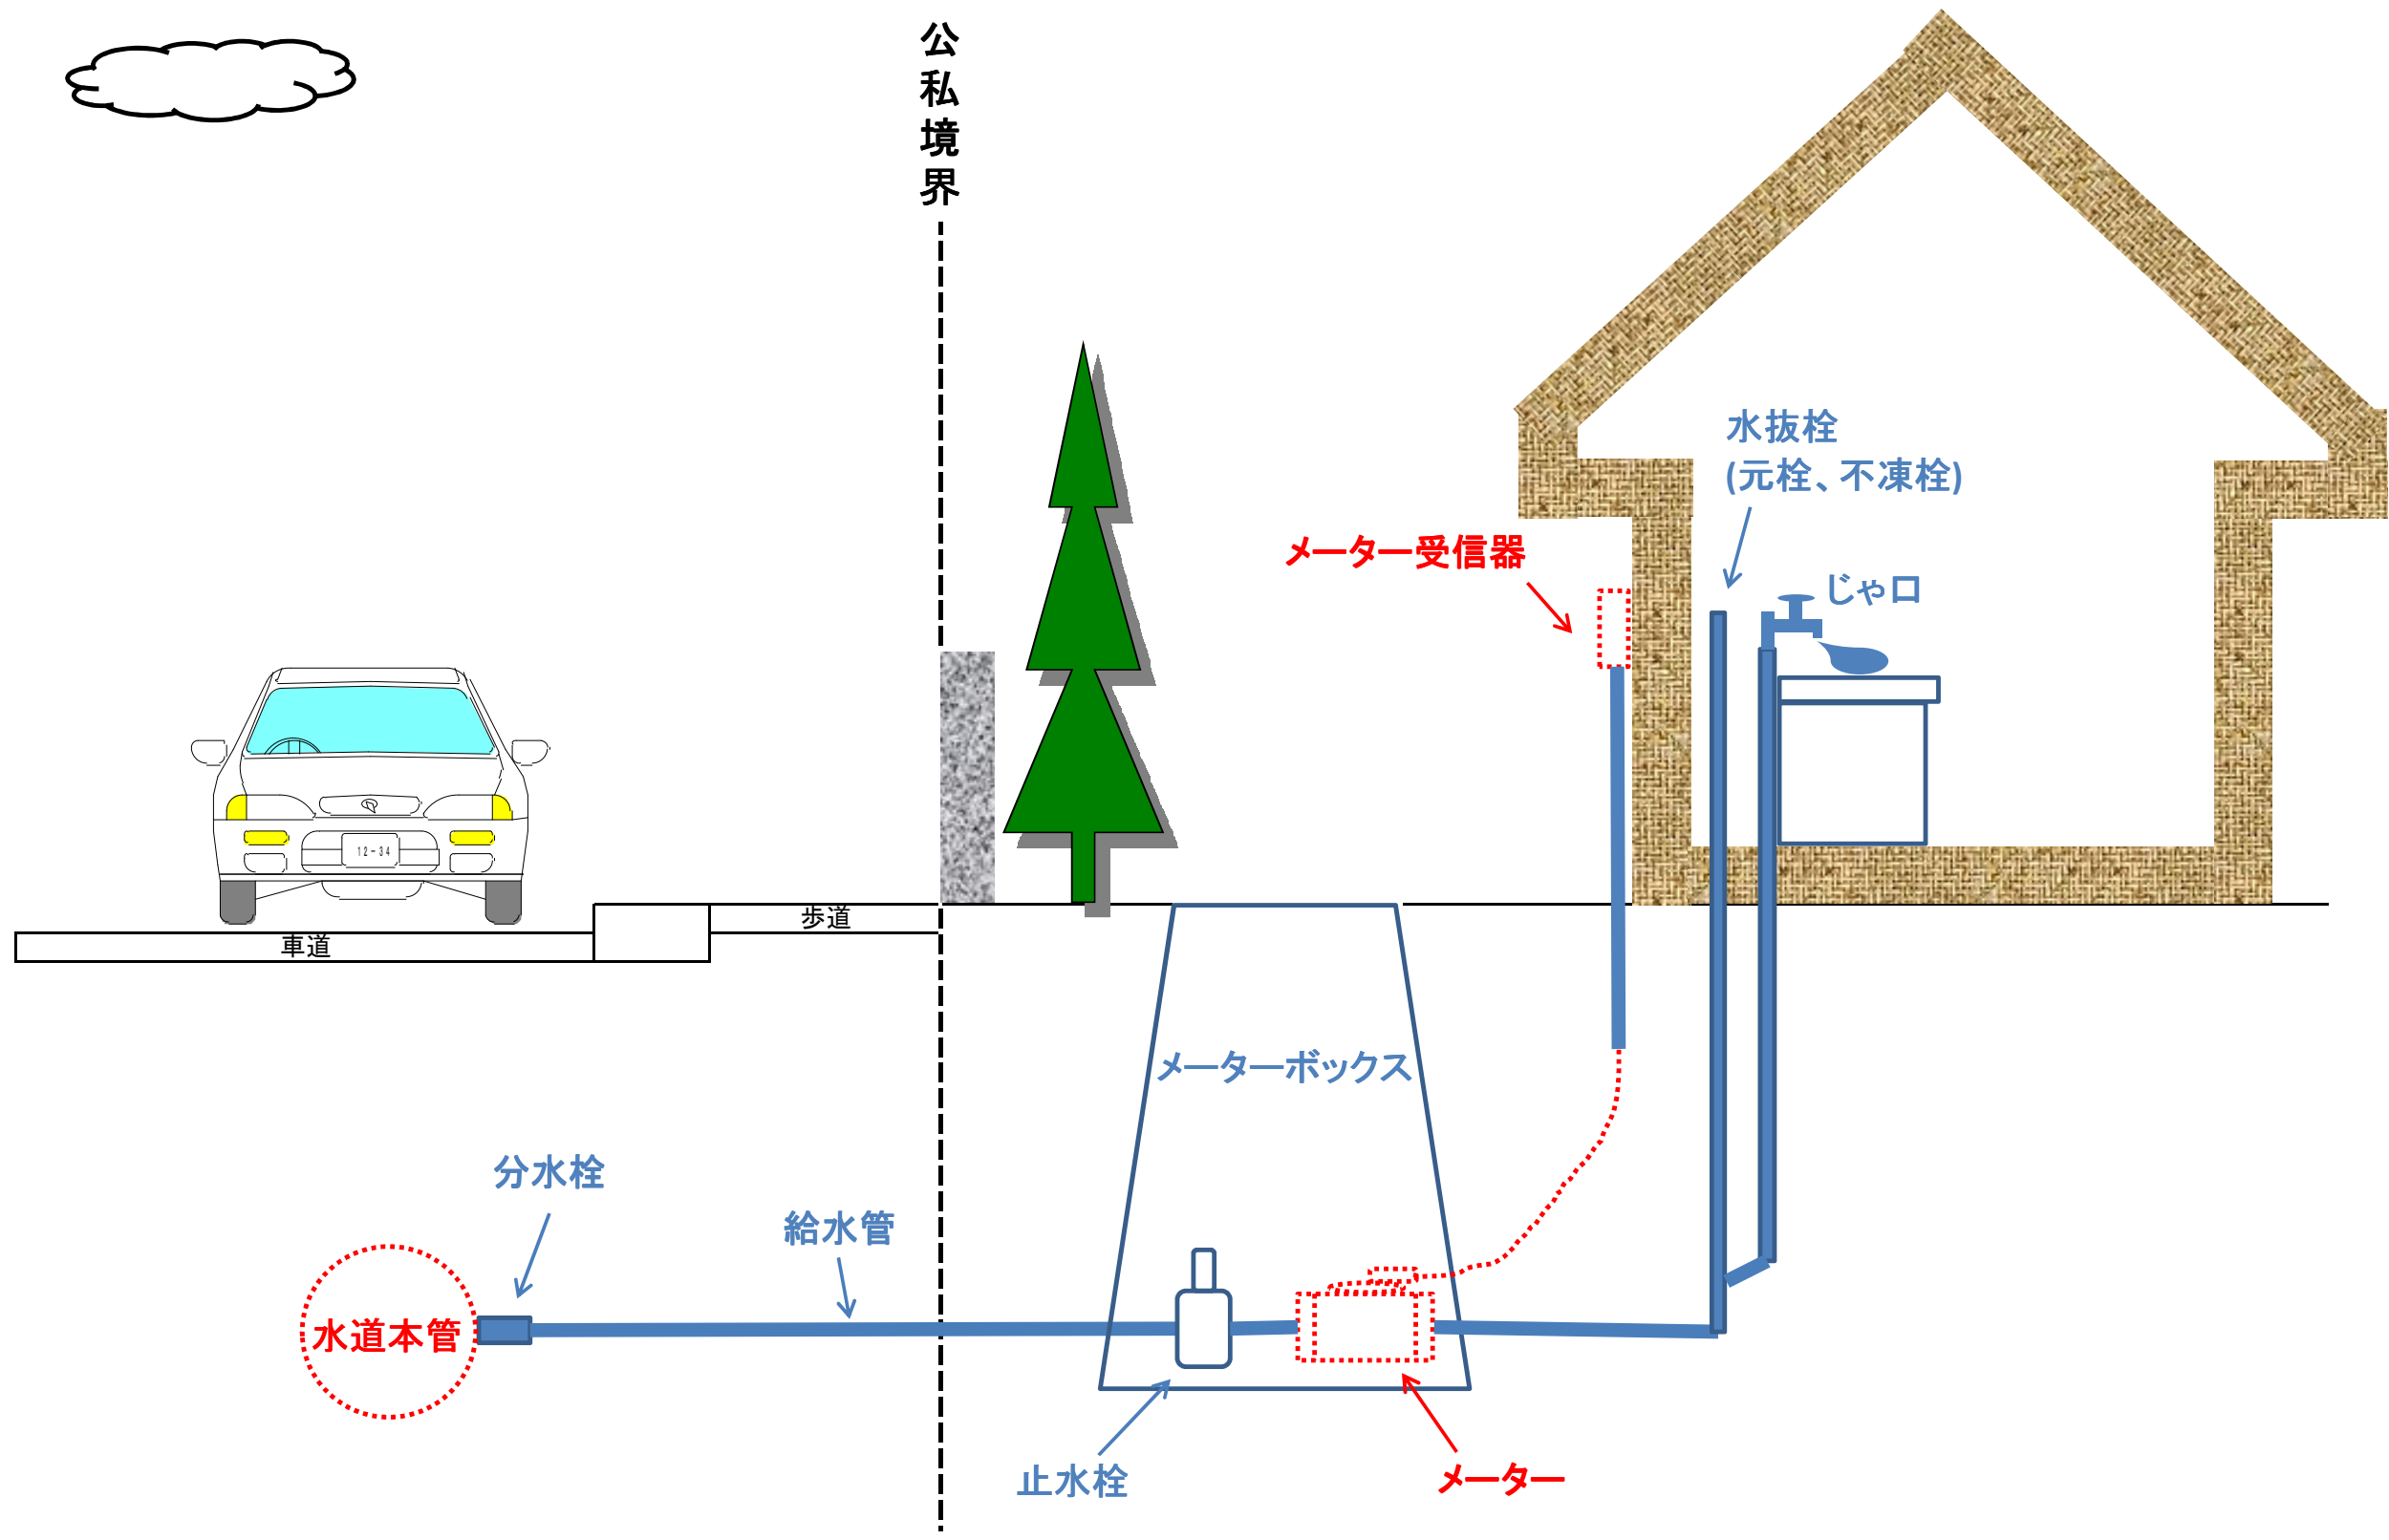 公私境界
水抜栓
(元栓、不凍栓)
メーター受信器
じゃ口
12-34
歩道
車道
メーターボックス
分水栓
給水管
水道本管
止水栓
メーター